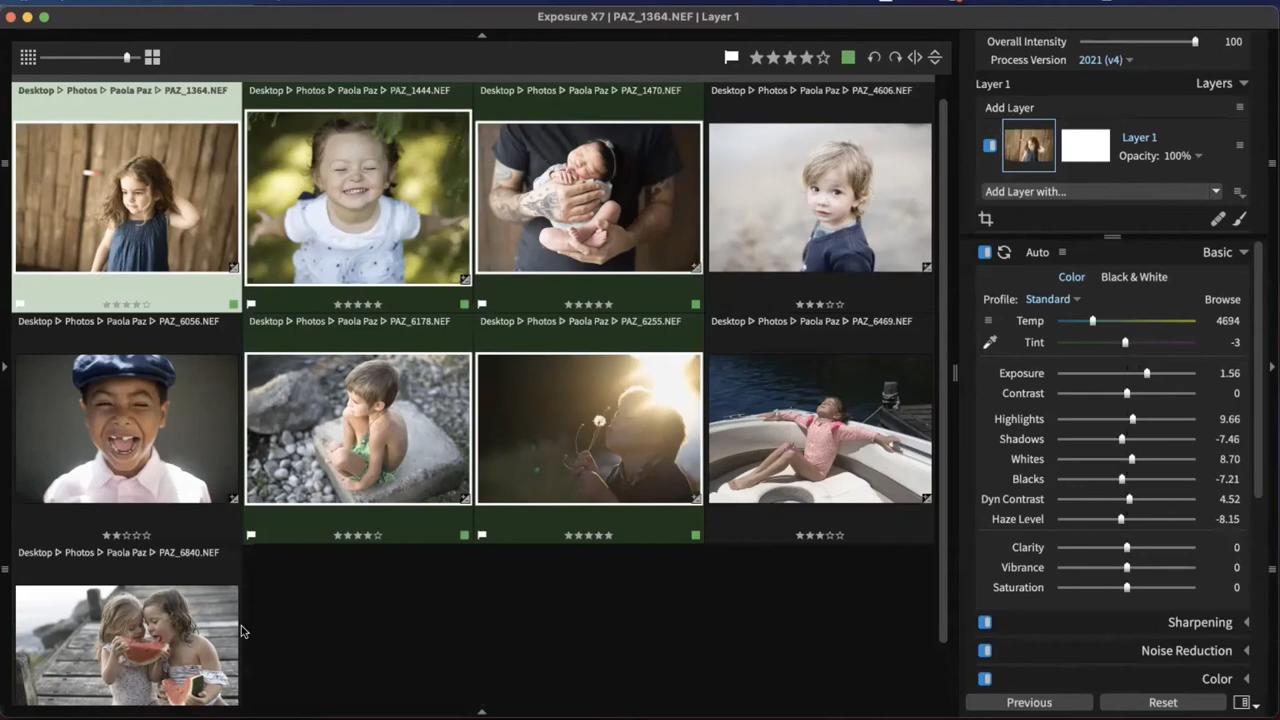 Exposure X7 | PAZ_1364.NEF | Layer 1
Overall Intensity 100
Process Version 2021 (v4)
Layer 1 Layers
Add Layer
Layer 1
Opacity: 100%
Add Layer with...
Auto Basic
Color Black & White
Profile: Standard Browse
Temp 4694
Tint -3
Exposure 1.56
Contrast 0
Highlights 9.66
Shadows -7.46
Whites 8.70
Blacks -7.21
Dyn Contrast 4.52
Haze Level -8.15
Clarity 0
Vibrance 0
Saturation 0
Sharpening
Noise Reduction
Color
Previous Reset
Desktop Photos Paola Paz PAZ_1364.NEF
Desktop Photos Paola Paz PAZ_1444.NEF
Desktop Photos Paola Paz PAZ_1470.NEF
Desktop Photos Paola Paz PAZ_4606.NEF
Desktop Photos Paola Paz PAZ_6056.NEF
Desktop Photos Paola Paz PAZ_6178.NEF
Desktop Photos Paola Paz PAZ_6255.NEF
Desktop Photos Paola Paz PAZ_6469.NEF
Desktop Photos Paola Paz PAZ_6840.NEF